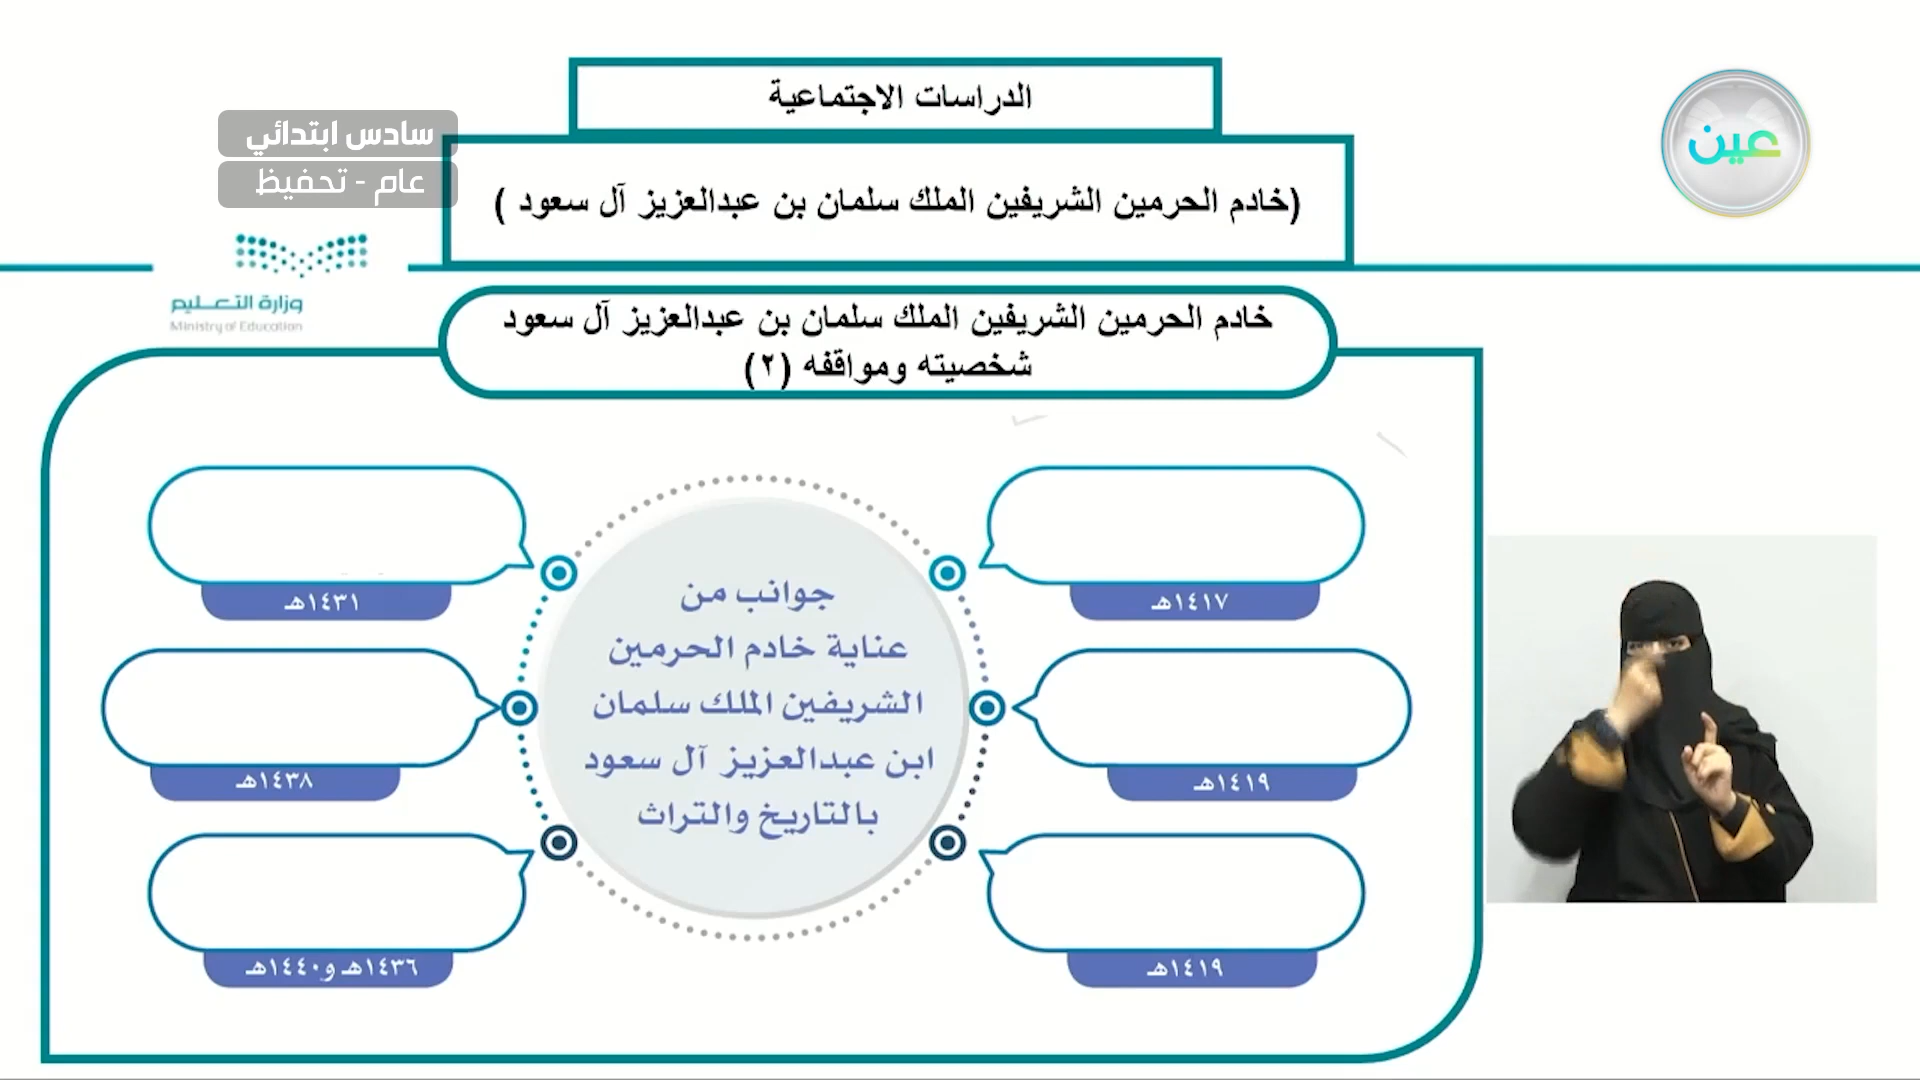 الدراسات الاجتماعية
سادس ابتدائي
عام - تحفيظ
عين
(خادم الحرمين الشريفين الملك سلمان بن عبدالعزيز آل سعود )
وزارة التعليم
Ministry of Education
خادم الحرمين الشريفين الملك سلمان بن عبدالعزيز آل سعود
شخصيته ومواقفه (٢)
جوانب من
عناية خادم الحرمين
الشريفين الملك سلمان
ابن عبدالعزيز آل سعود
بالتاريخ والتراث
١٤١٧هـ
١٤١٩هـ
١٤١٩هـ
١٤٣١هـ
١٤٣٨هـ
١٤٣٦هـ و١٤٤٠هـ